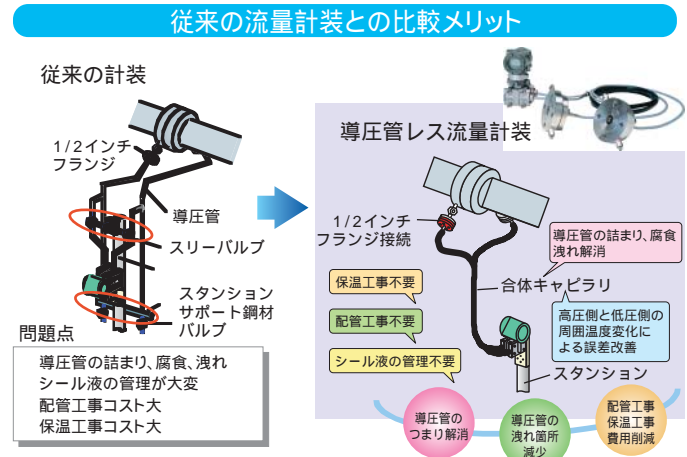 従来の流量計装との比較メリット
従来の計装
1/2インチ
フランジ
導圧管
スリーバルブ
スタンション
サポート鋼材
バルブ
問題点
導圧管の詰まり、腐食、洩れ
シール液の管理が大変
配管工事コスト大
保温工事コスト大
導圧管レス流量計装
1/2インチ
フランジ接続
導圧管の詰まり、腐食
洩れ解消
保温工事不要
合体キャピラリ
配管工事不要
高圧側と低圧側の
周囲温度変化に
よる誤差改善
シール液の管理不要
スタンション
導圧管の
つまり解消
導圧管の
洩れ箇所
減少
配管工事
保温工事
費用削減